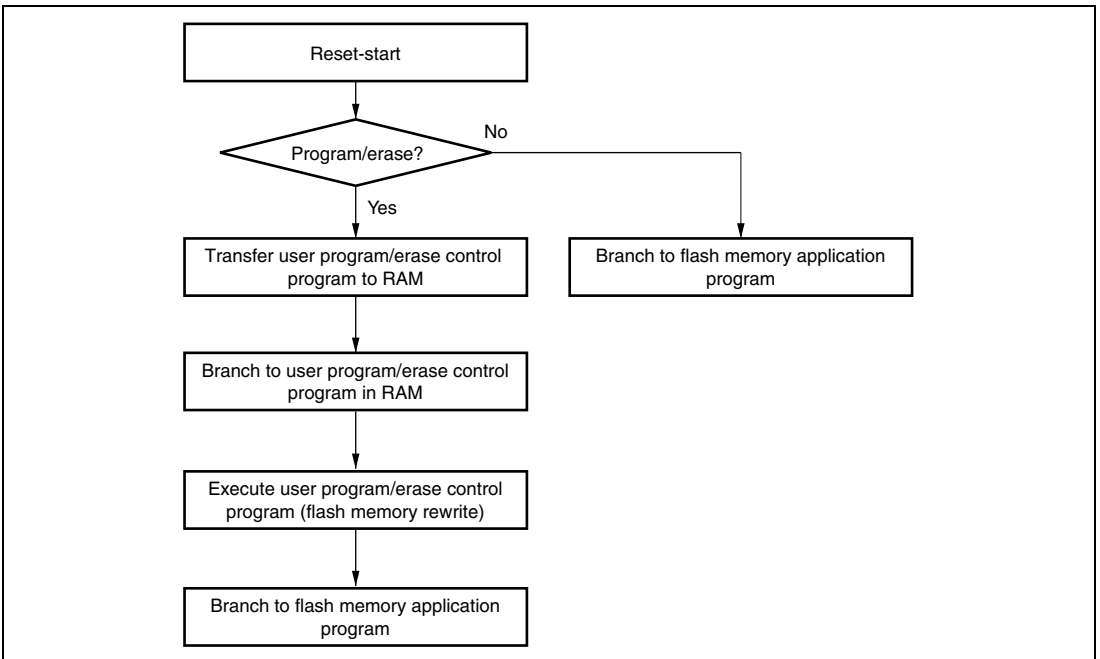 Reset-start
No
Program/erase?
Yes
Transfer user program/erase control
program to RAM
Branch to flash memory application
program
Branch to user program/erase control
program in RAM
Execute user program/erase control
program (flash memory rewrite)
Branch to flash memory application
program